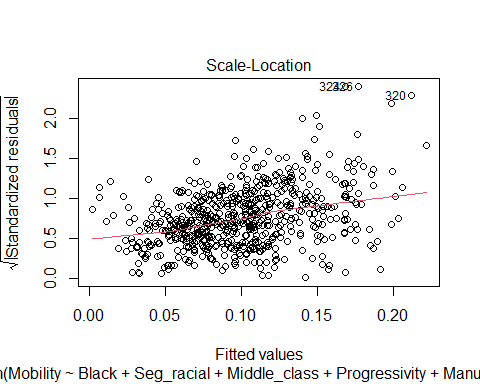 Scale-Location
√|Standardized residuals|
0.0 0.5 1.0 1.5 2.0
320
0.00 0.05 0.10 0.15 0.20
Fitted values
n(Mobility ~ Black + Seg_racial + Middle_class + Progressivity + Manu